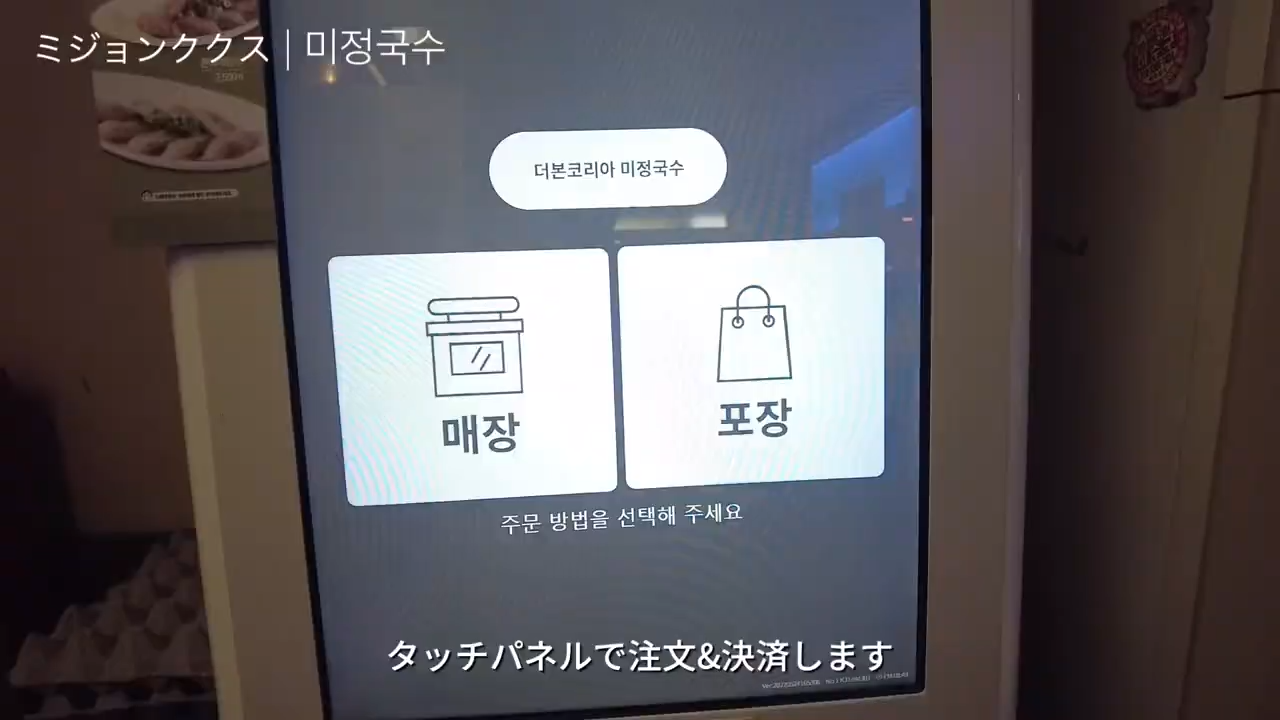 ミジョンククス | 미정국수
더본코리아 미정국수
매장
포장
주문 방법을 선택해 주세요
タッチパネルで注文&決済します